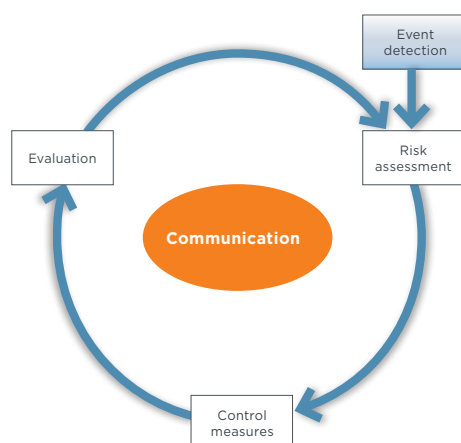 Event
detection
Evaluation
Risk
assessment
Communication
Control
measures